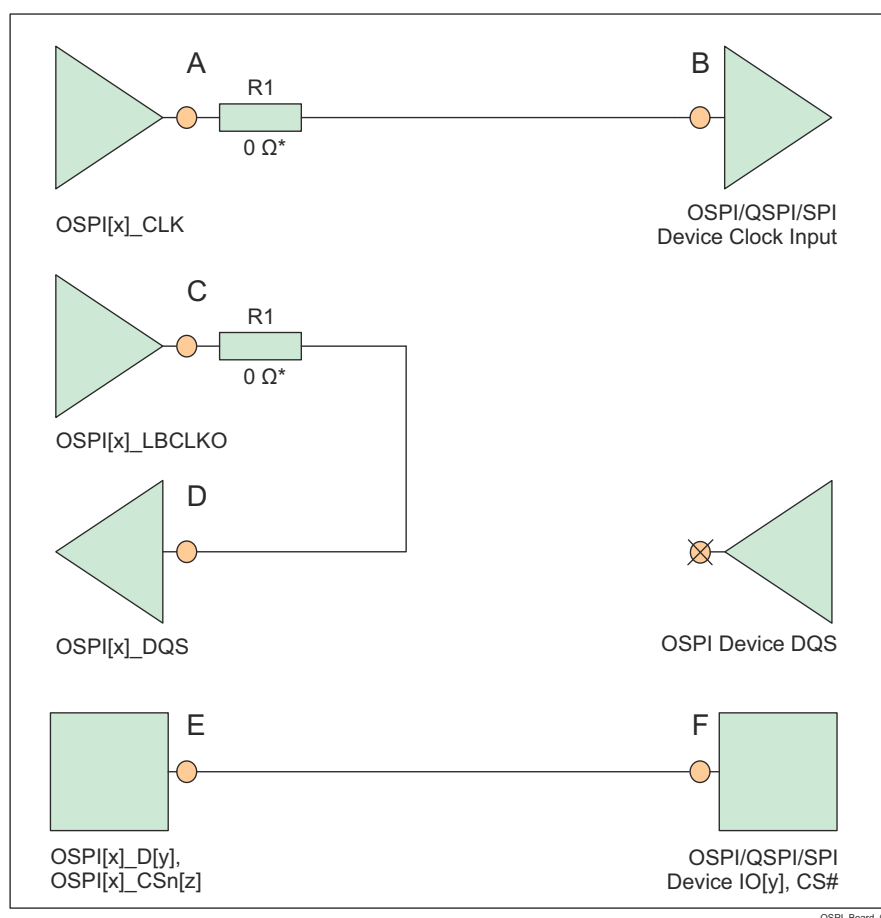 A
B
R1
0 Ω*
OSPI[x]_CLK
OSPI/QSPI/SPI
Device Clock Input
C
R1
0 Ω*
OSPI[x]_LBCLKO
D
OSPI[x]_DQS
OSPI Device DQS
E
F
OSPI[x]_D[y],
OSPI[x]_CSn[z]
OSPI/QSPI/SPI
Device IO[y], CS#